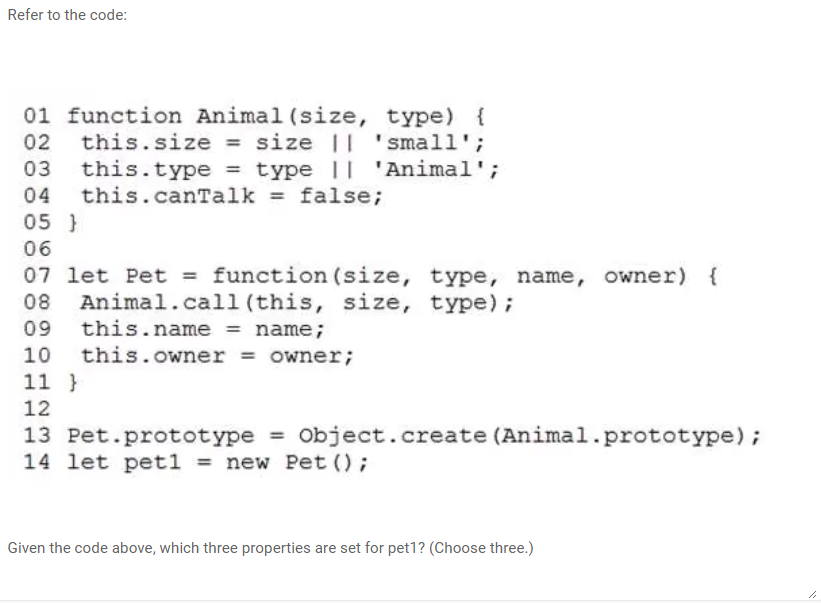 Refer to the code:
01 function Animal(size, type) {
02 this.size = size || 'small';
03 this.type = type || 'Animal';
04 this.canTalk = false;
05 }
06
07 let Pet = function(size, type, name, owner) {
08 Animal.call(this, size, type);
09 this.name = name;
10 this.owner = owner;
11 }
12
13 Pet.prototype = Object.create(Animal.prototype);
14 let pet1 = new Pet();
Given the code above, which three properties are set for pet1? (Choose three.)